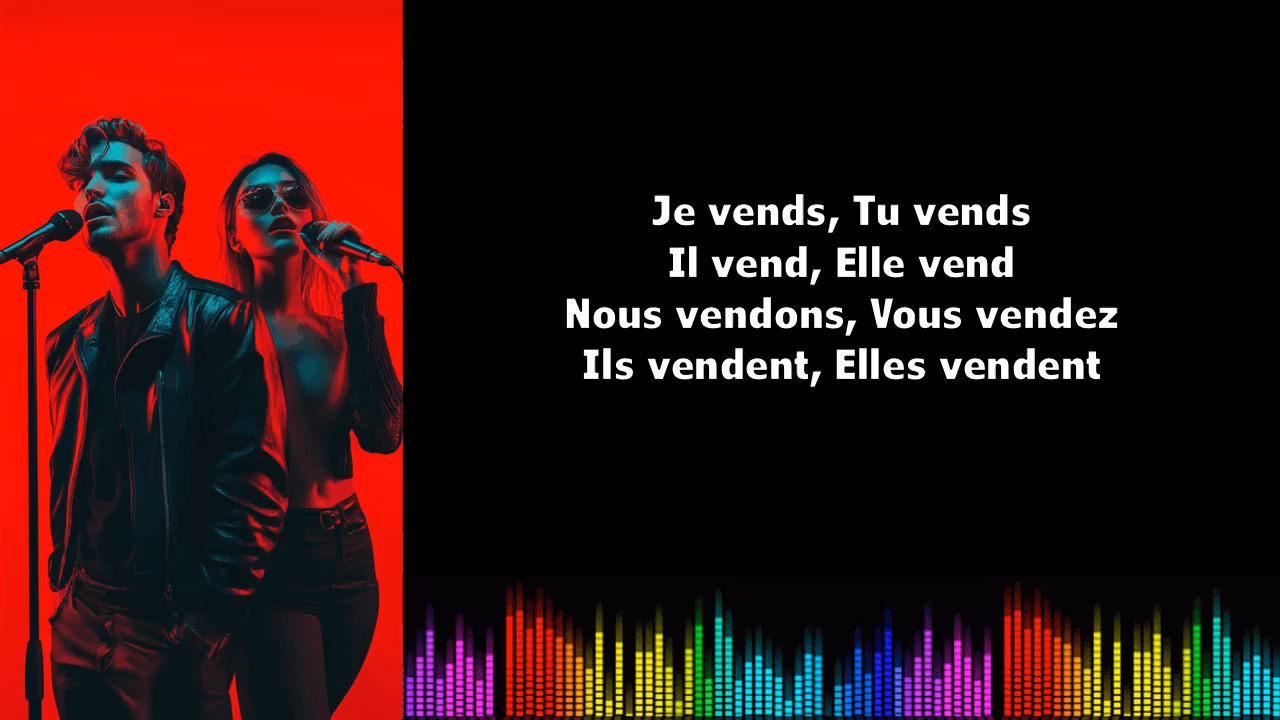 Je vends, Tu vends
Il vend, Elle vend
Nous vendons, Vous vendez
Ils vendent, Elles vendent